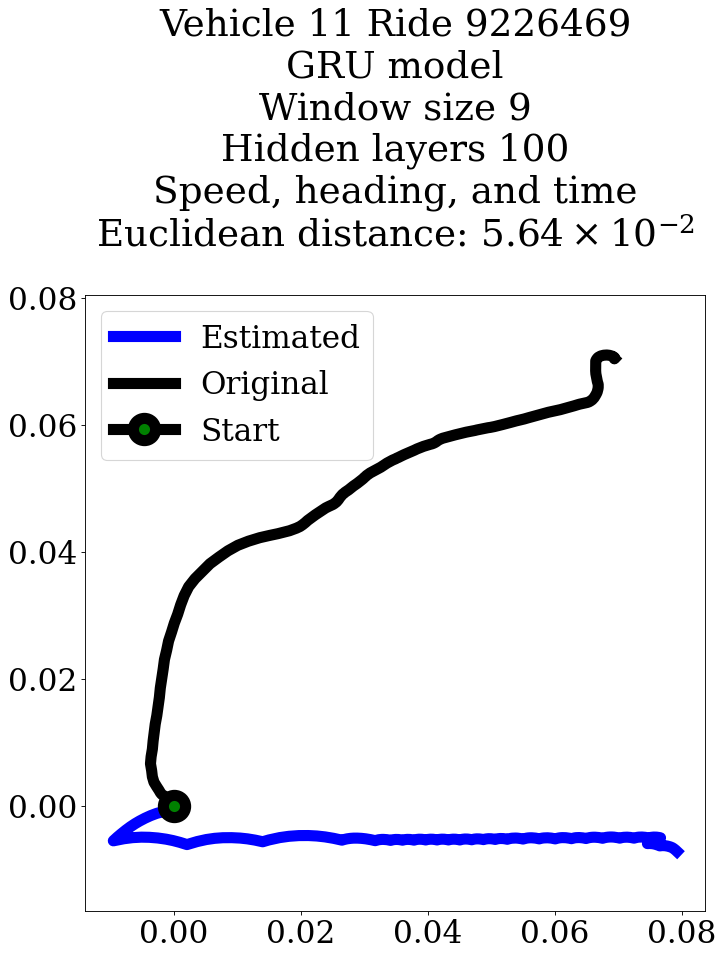 Vehicle 11 Ride 9226469
GRU model
Window size 9
Hidden layers 100
Speed, heading, and time
Euclidean distance: 5.64 × 10⁻²
0.08
Estimated
Original
Start
0.06
0.04
0.02
0.00
0.00 0.02 0.04 0.06 0.08